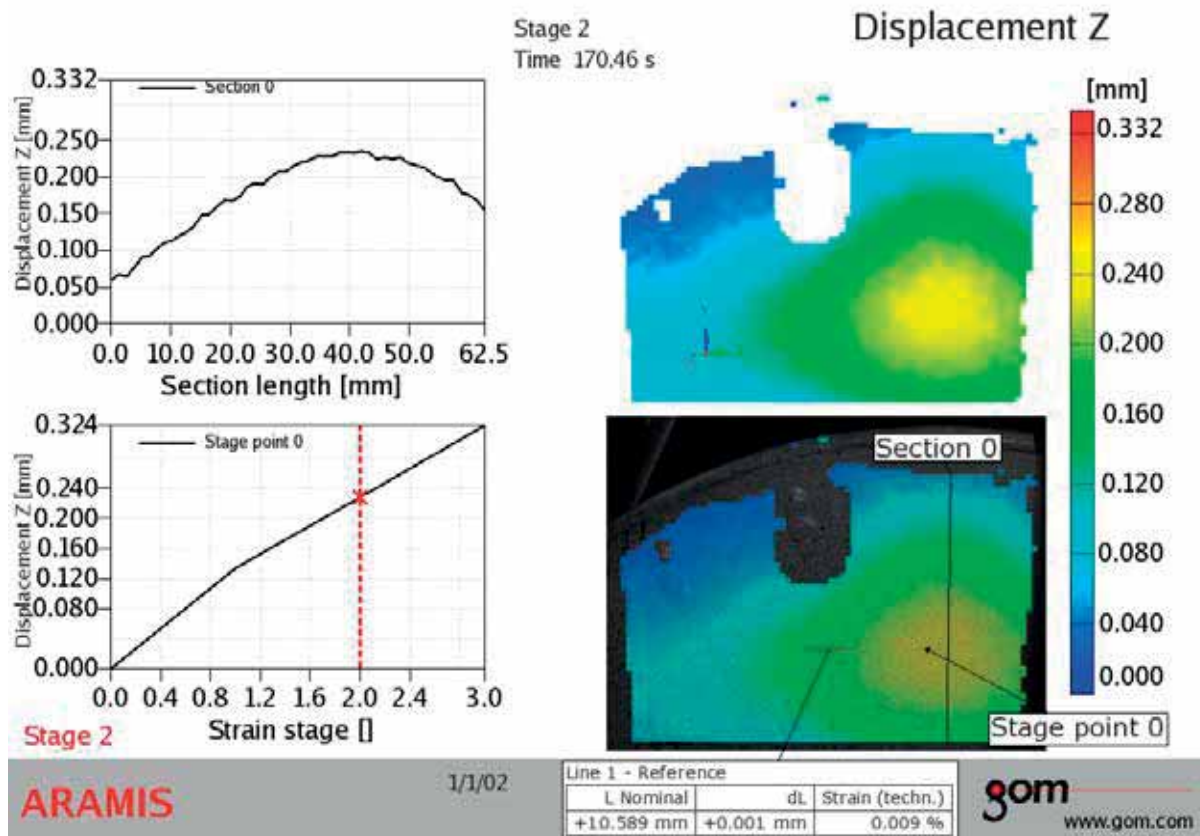 Stage 2
Time 170.46 s
Displacement Z
0.332
0.250
0.200
0.150
0.100
0.050
0.000
Displacement Z [mm]
Section 0
0.0 10.0 20.0 30.0 40.0 50.0 62.5
Section length [mm]
0.324
0.240
0.200
0.160
0.120
0.080
0.000
Displacement Z [mm]
Stage point 0
0.0 0.4 0.8 1.2 1.6 2.0 2.4 3.0
Strain stage []
Stage 2
[mm]
0.332
0.280
0.240
0.200
0.160
0.120
0.080
0.040
0.000
Section 0
Stage point 0
ARAMIS
1/1/02
Line 1 - Reference
L Nominal dL Strain (techn.)
+10.589 mm +0.001 mm 0.009 %
gom
www.gom.com